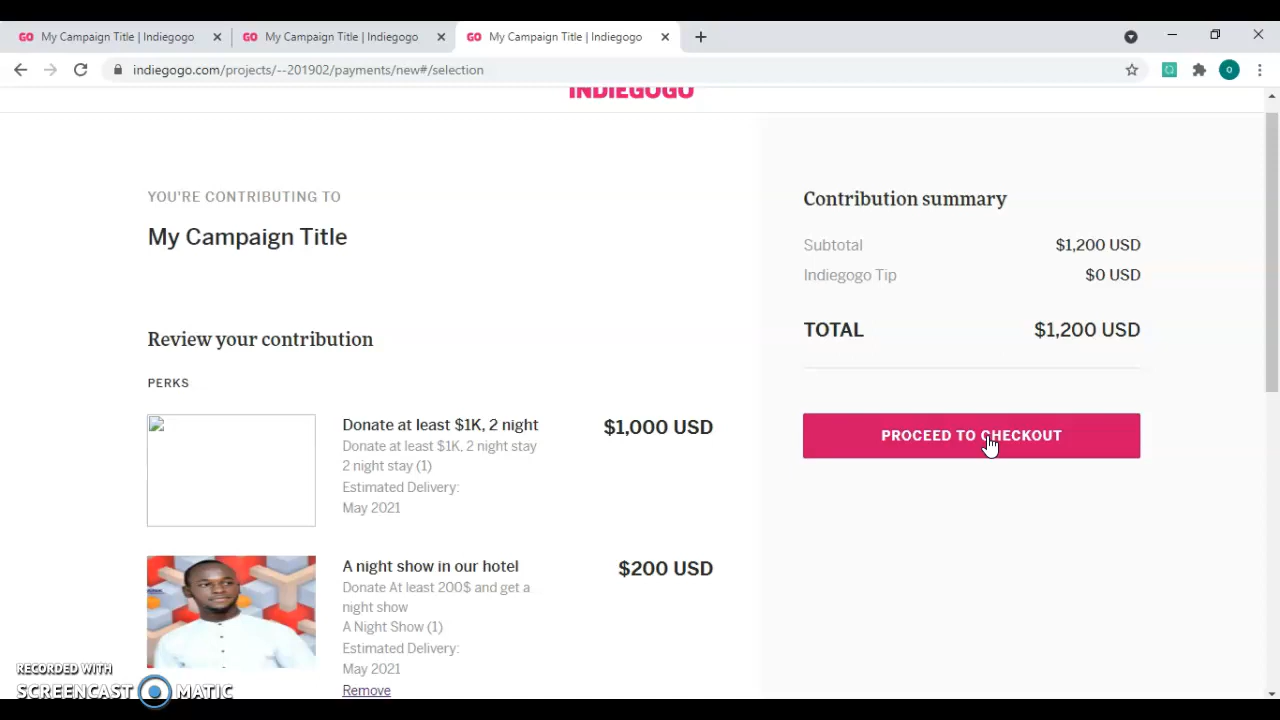 GO My Campaign Title | Indiegogo
GO My Campaign Title | Indiegogo
GO My Campaign Title | Indiegogo
indiegogo.com/projects/--201902/payments/new#/selection
O
INDIEGOGO
YOU'RE CONTRIBUTING TO
My Campaign Title
Review your contribution
PERKS
Donate at least $1K, 2 night
$1,000 USD
Donate at least $1K, 2 night stay
2 night stay (1)
Estimated Delivery:
May 2021
A night show in our hotel
$200 USD
Donate At least 200$ and get a
night show
A Night Show (1)
Estimated Delivery:
May 2021
Remove
Contribution summary
Subtotal $1,200 USD
Indiegogo Tip $0 USD
TOTAL $1,200 USD
PROCEED TO CHECKOUT
RECORDED WITH
SCREENCAST MATIC